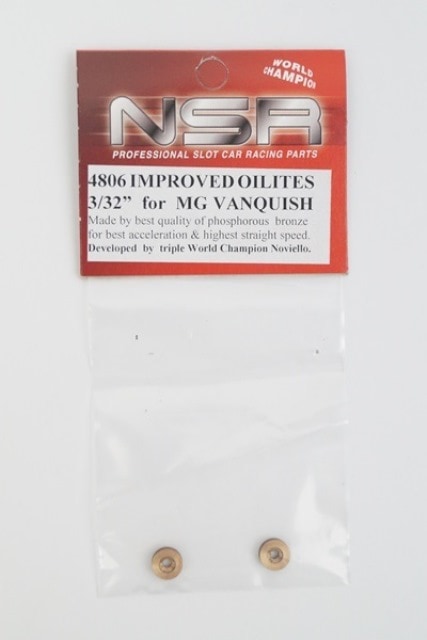 WORLD
CHAMPION
NSR
PROFESSIONAL SLOT CAR RACING PARTS
4806 IMPROVED OILITES
3/32” for MG VANQUISH
Made by best quality of phosphorous bronze
for best acceleration & highest straight speed.
Developed by triple World Champion Noviello.